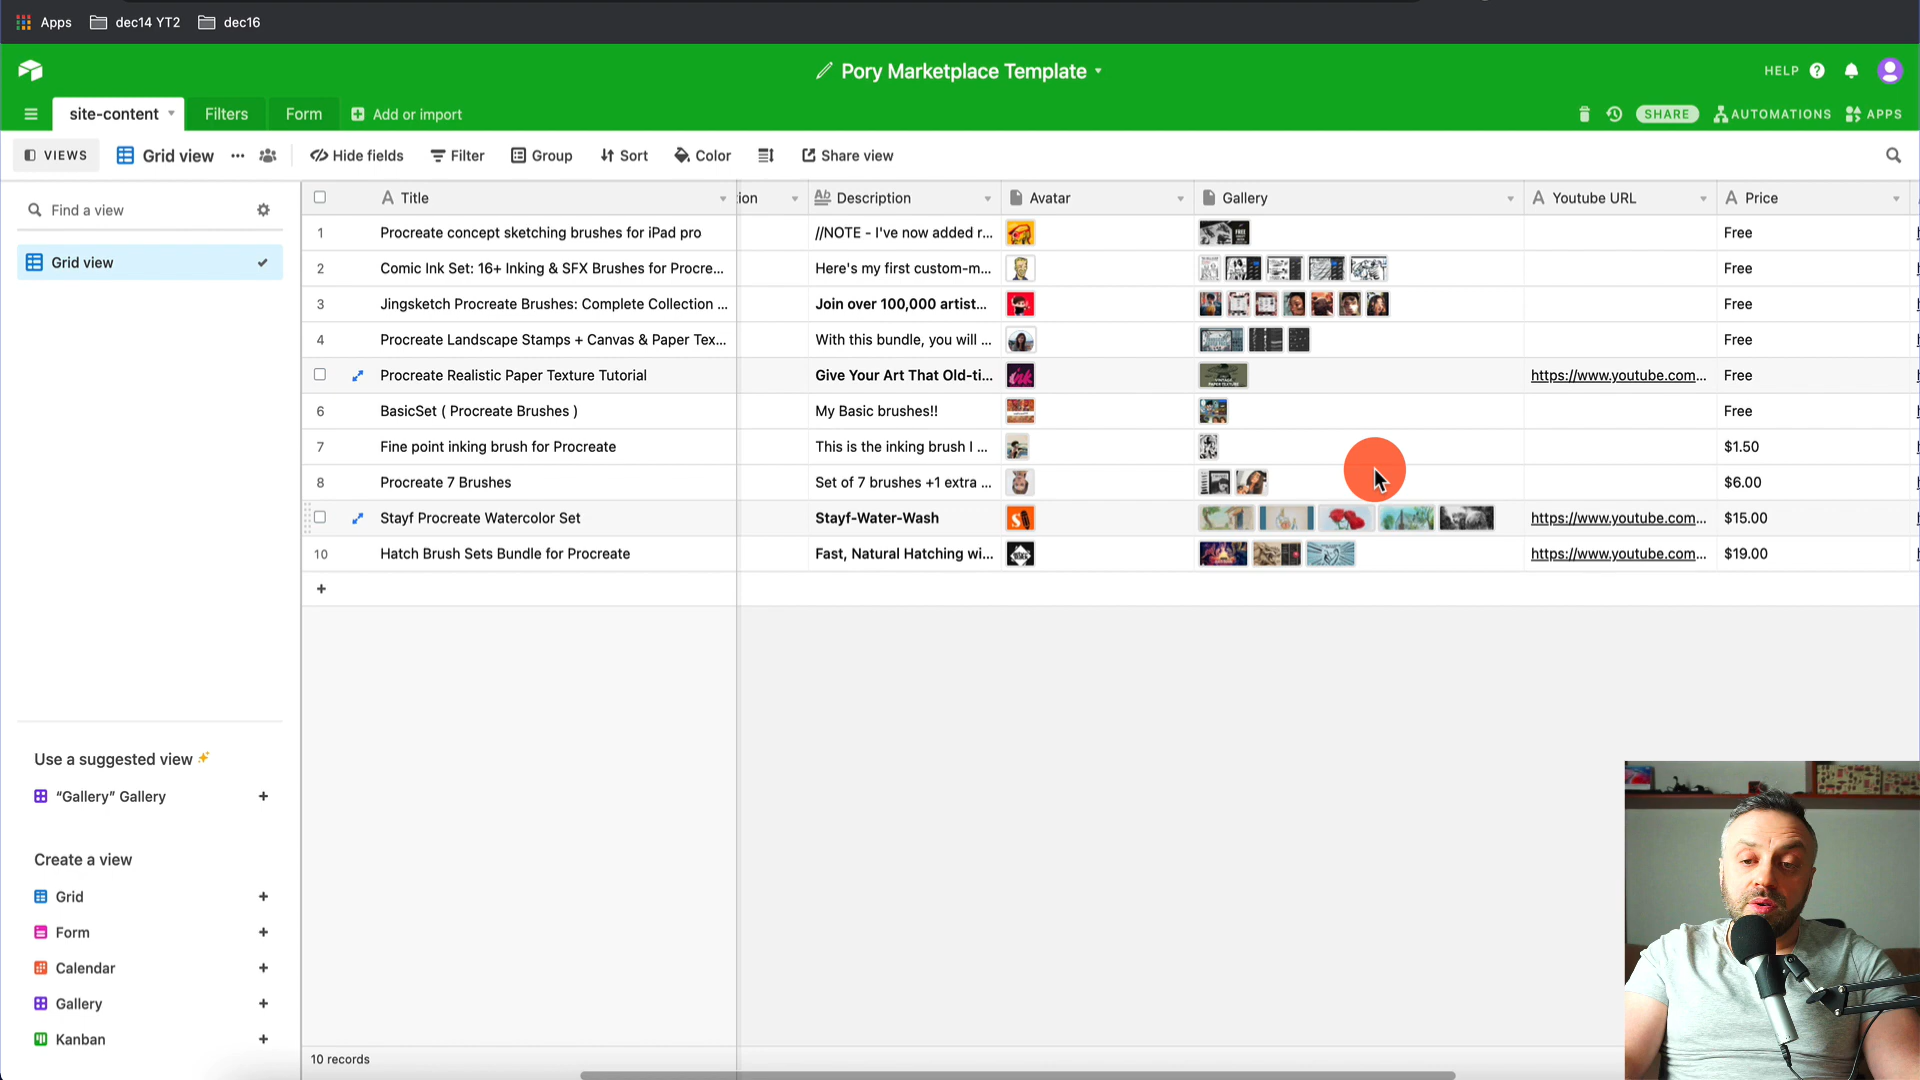 Apps
dec14 YT2
dec16
Pory Marketplace Template
HELP
site-content
Filters
Form
Add or import
SHARE
AUTOMATIONS
APPS
VIEWS
Grid view
Hide fields
Filter
Group
Sort
Color
Share view
Find a view
Grid view
Title
ion
Description
Avatar
Gallery
Youtube URL
Price
1 Procreate concept sketching brushes for iPad pro //NOTE - I've now added r... Free
2 Comic Ink Set: 16+ Inking & SFX Brushes for Procre... Here's my first custom-m... Free
3 Jingsketch Procreate Brushes: Complete Collection ... Join over 100,000 artist... Free
4 Procreate Landscape Stamps + Canvas & Paper Tex... With this bundle, you will ... Free
Procreate Realistic Paper Texture Tutorial Give Your Art That Old-ti... https://www.youtube.com... Free
6 BasicSet ( Procreate Brushes ) My Basic brushes!! Free
7 Fine point inking brush for Procreate This is the inking brush I ... $1.50
8 Procreate 7 Brushes Set of 7 brushes +1 extra ... $6.00
Stayf Procreate Watercolor Set Stayf-Water-Wash https://www.youtube.com... $15.00
10 Hatch Brush Sets Bundle for Procreate Fast, Natural Hatching wi... https://www.youtube.com... $19.00
Use a suggested view
“Gallery” Gallery
Create a view
Grid
Form
Calendar
Gallery
Kanban
10 records